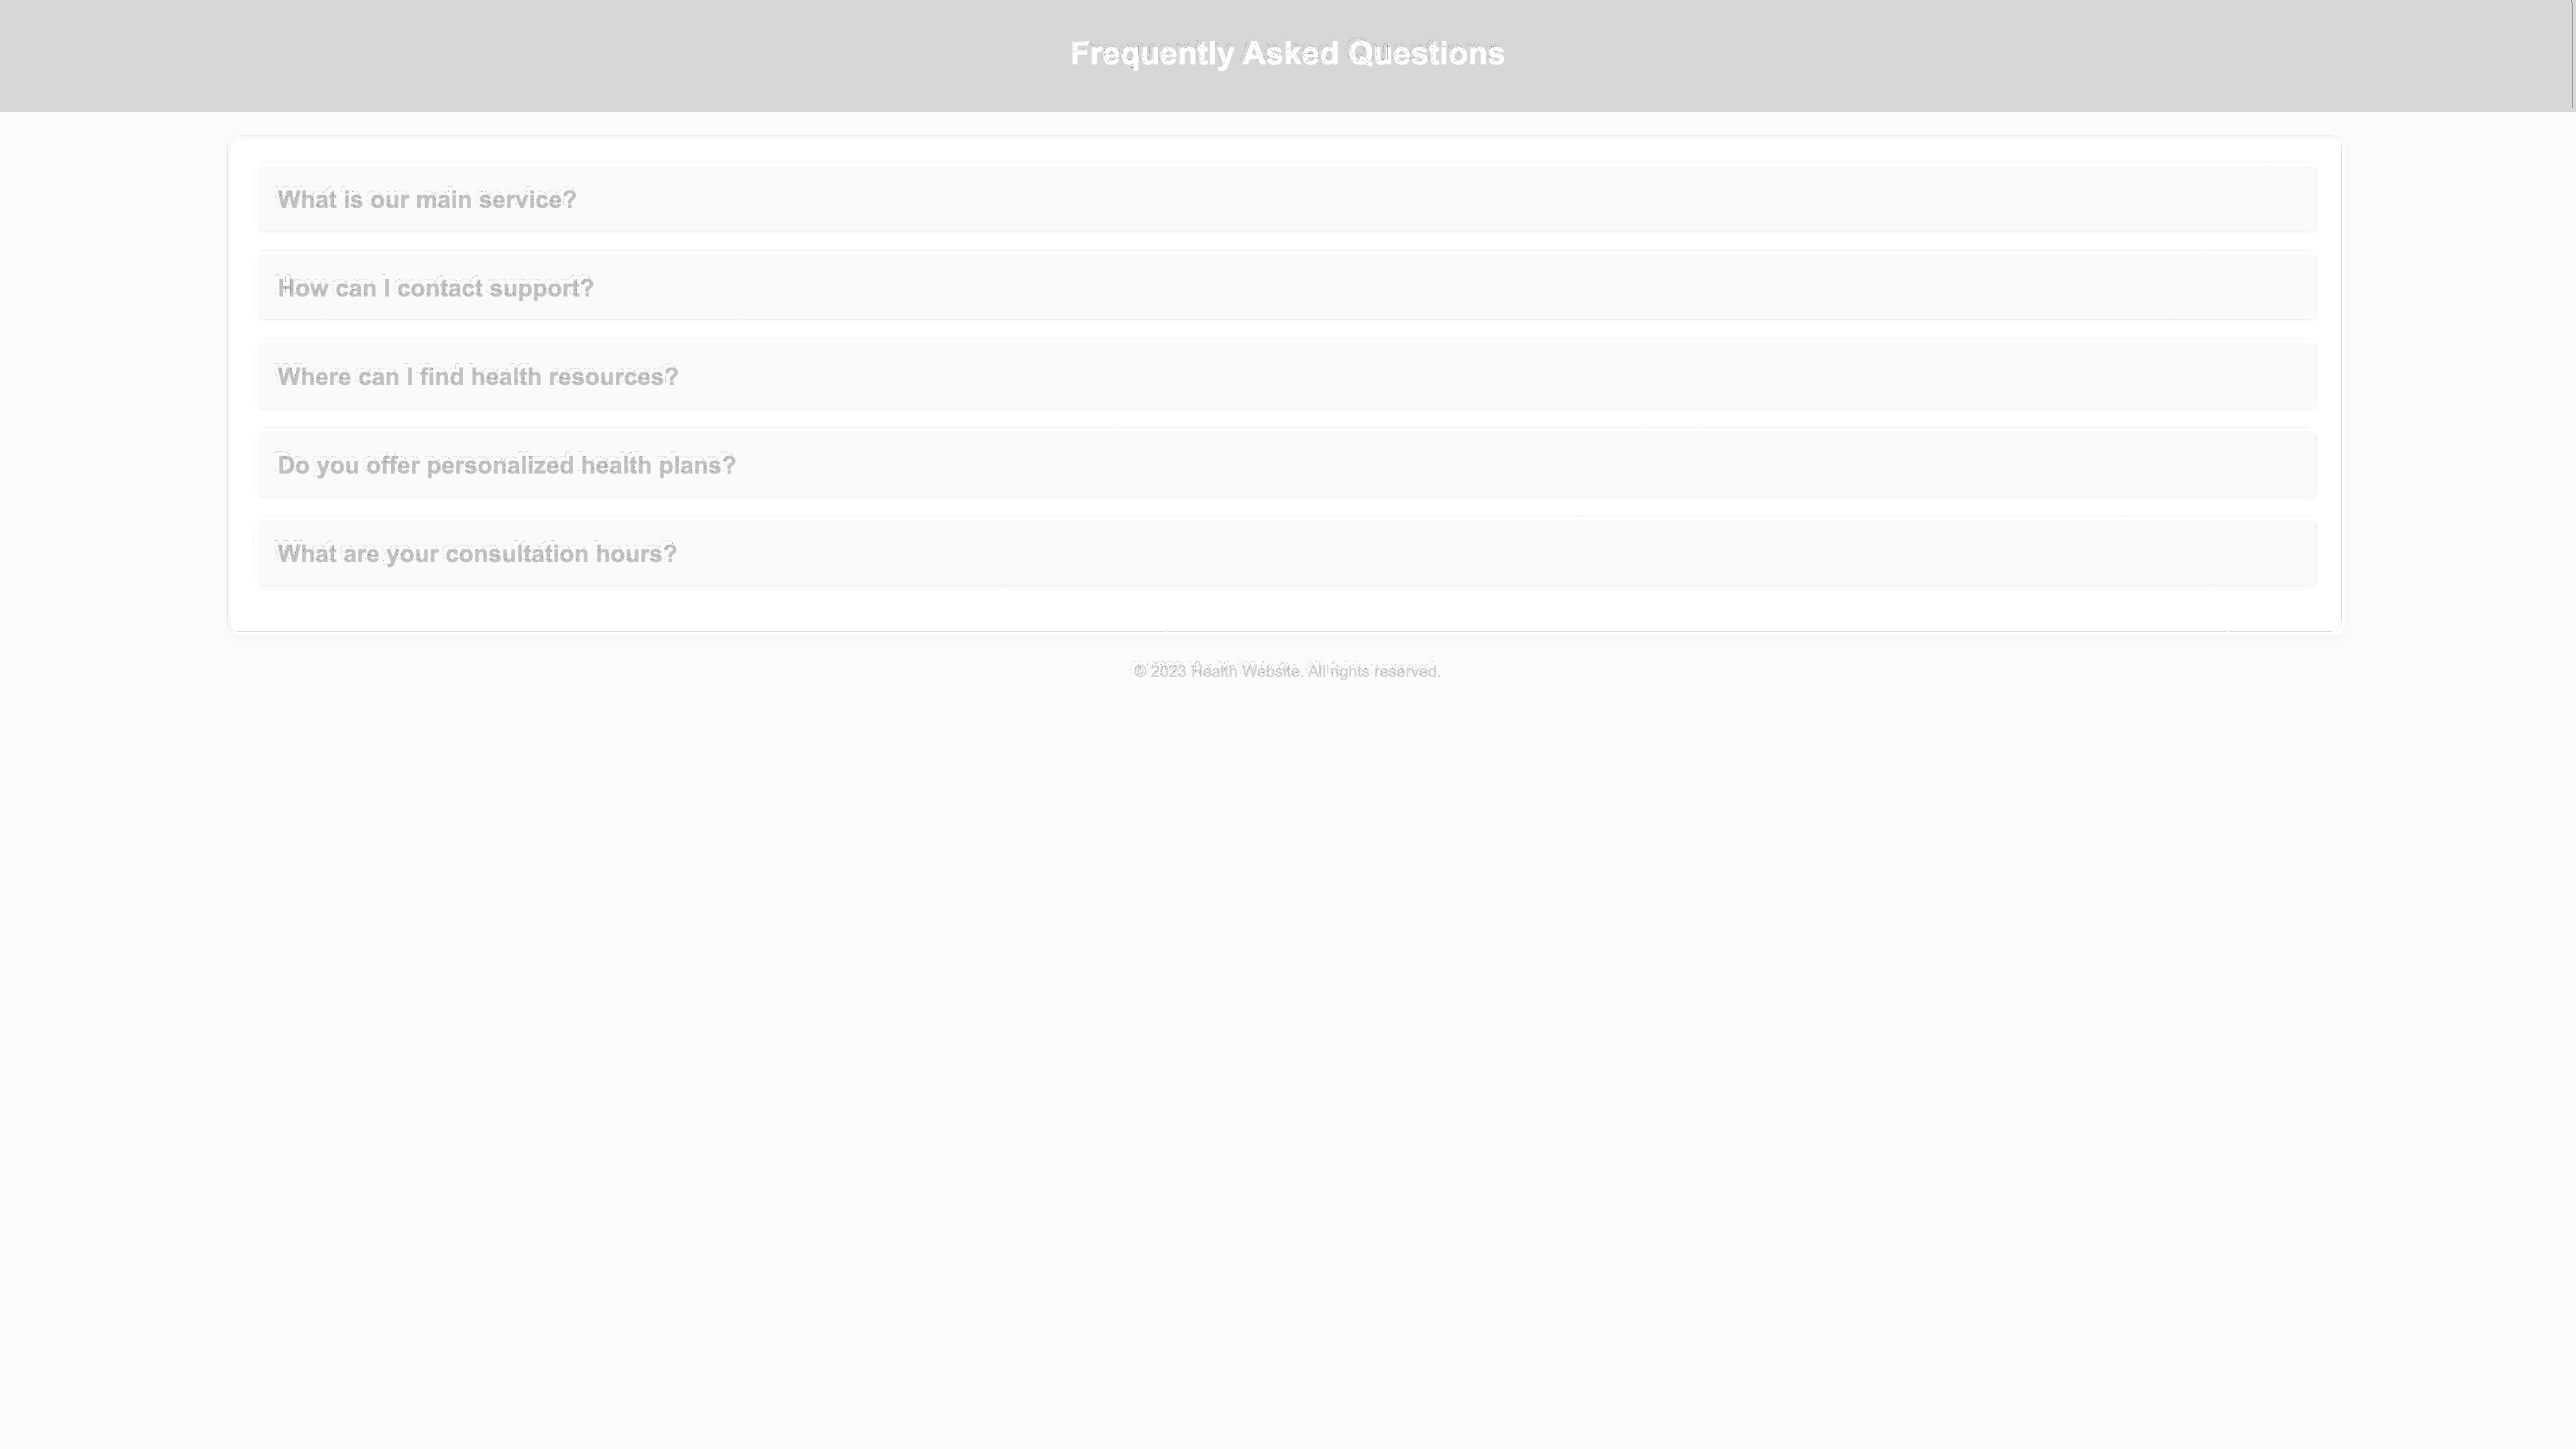 Frequently Asked Questions
What is our main service?
How can I contact support?
Where can I find health resources?
Do you offer personalized health plans?
What are your consultation hours?
© 2023 Health Website. All rights reserved.